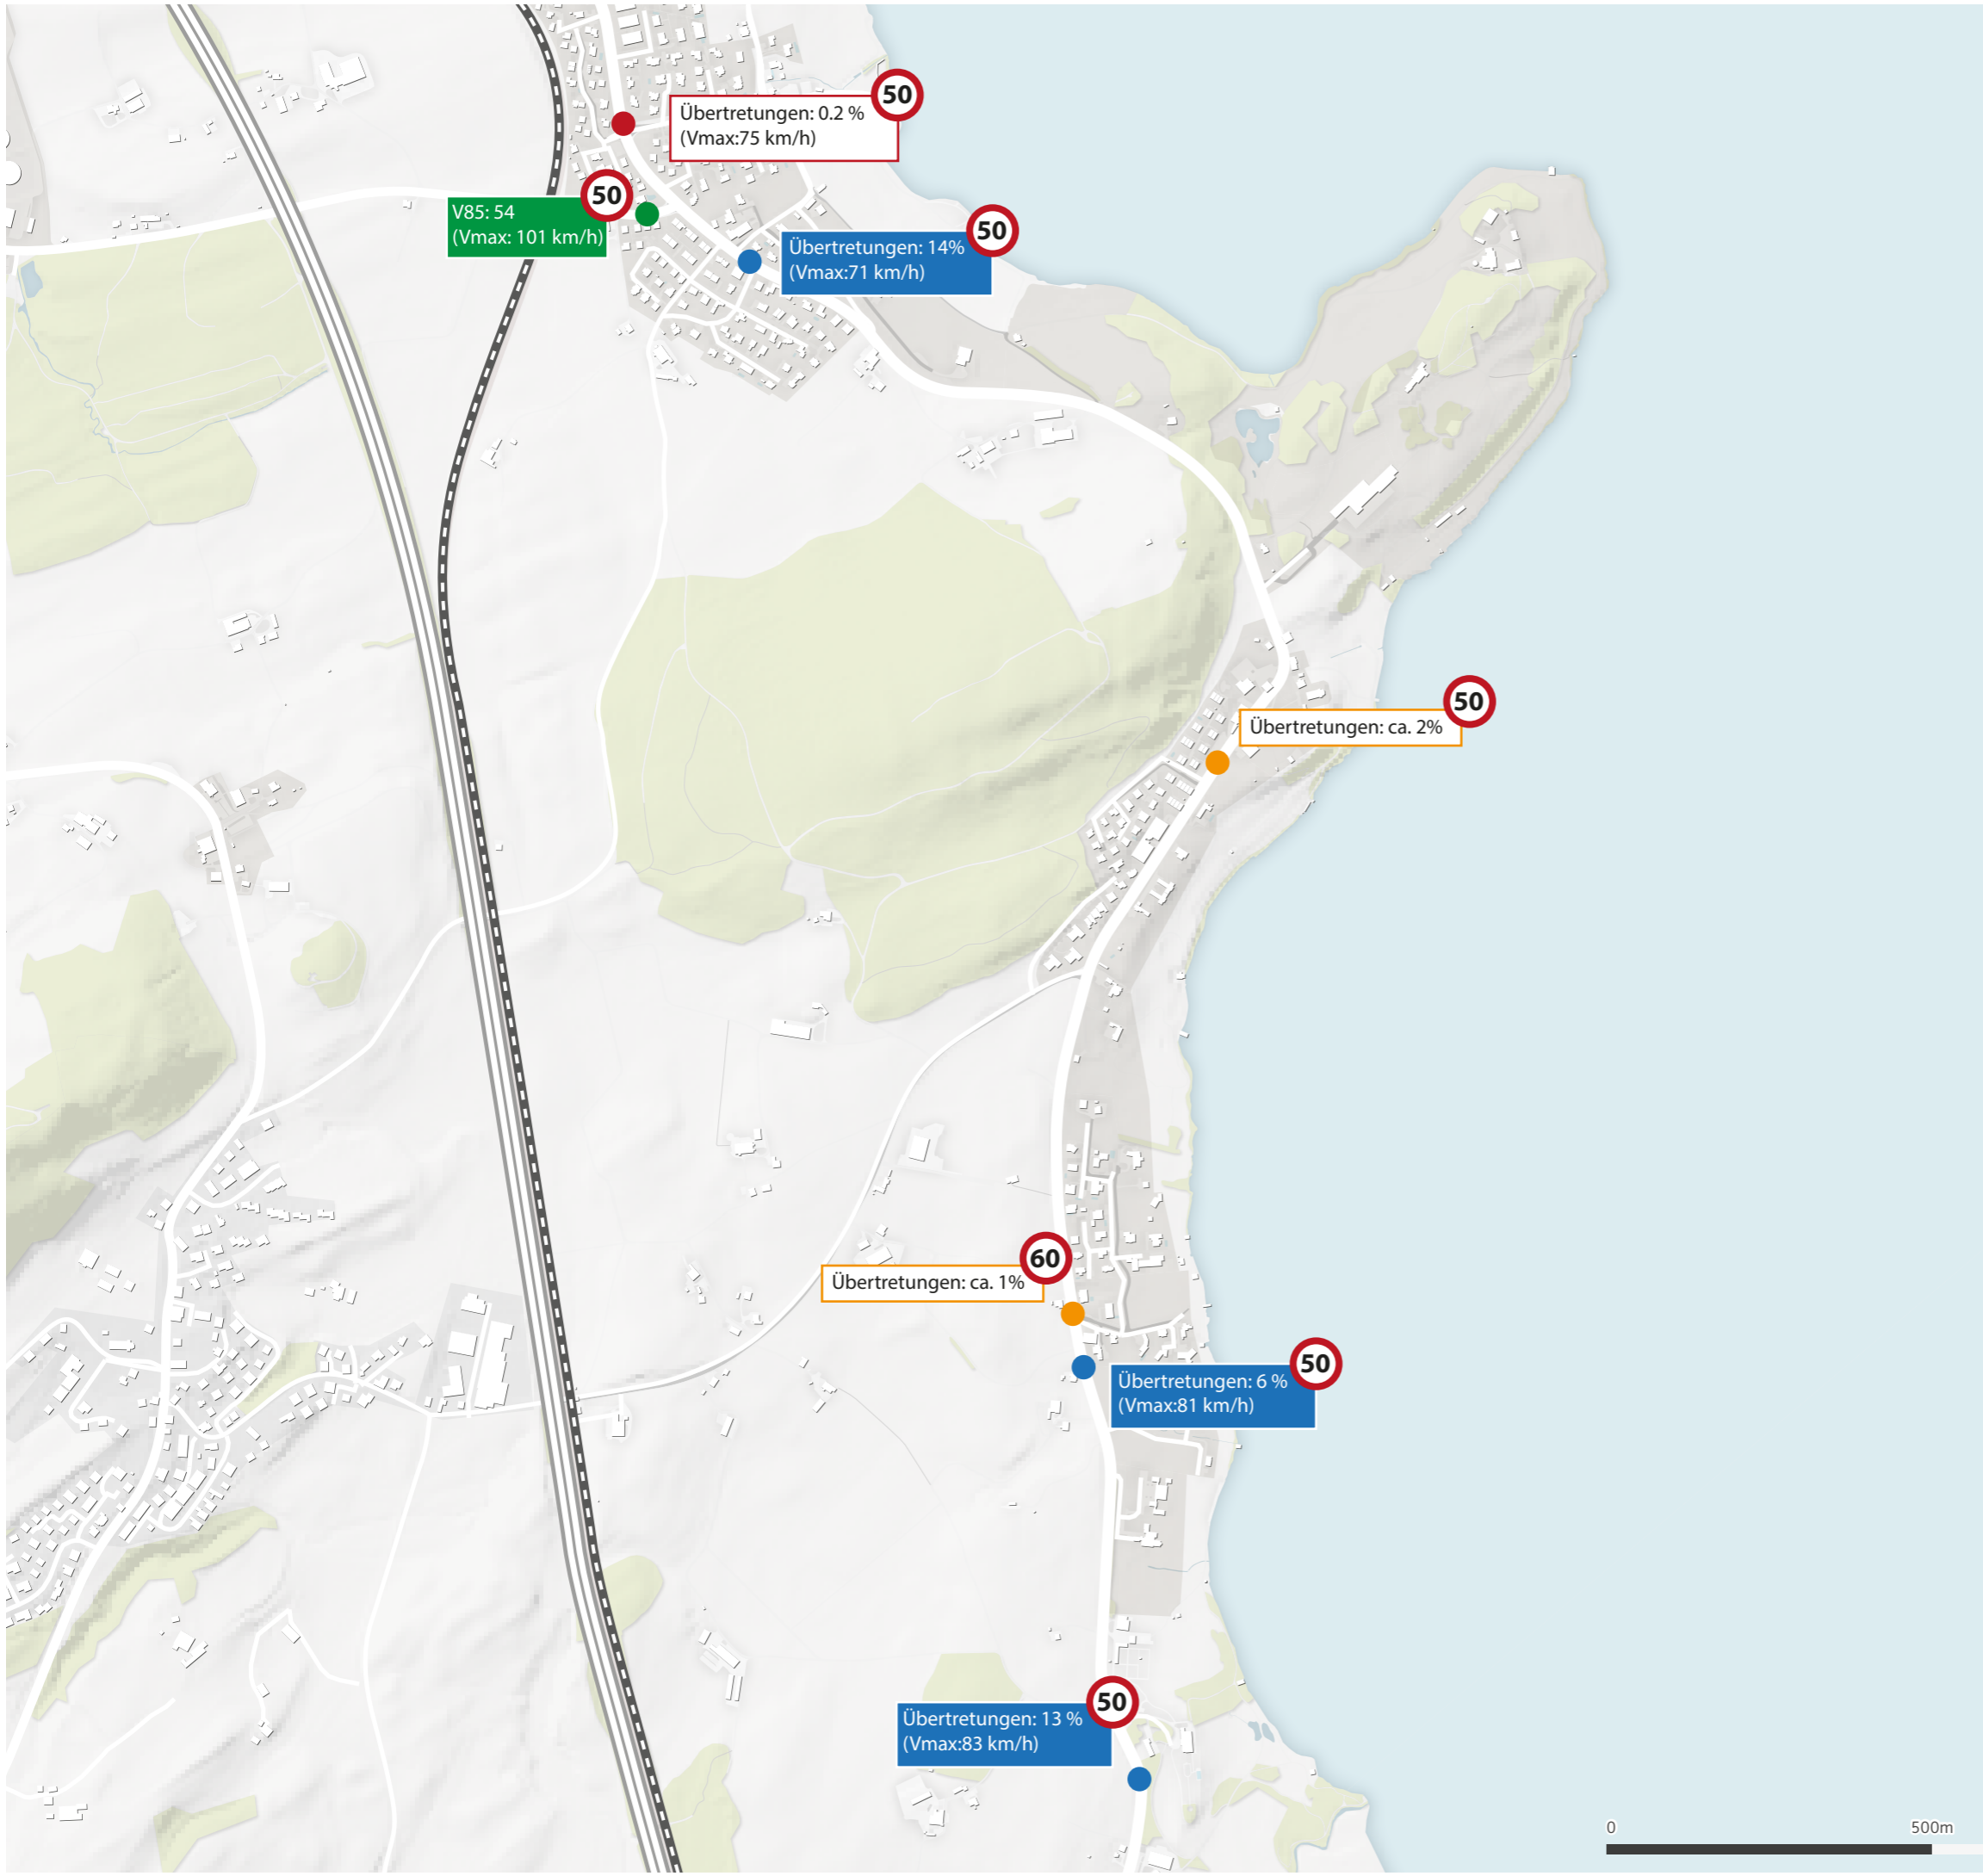 50
Übertretungen: 0.2 %
(Vmax:75 km/h)
50
V85: 54
(Vmax: 101 km/h)
50
Übertretungen: 14%
(Vmax:71 km/h)
50
Übertretungen: ca. 2%
60
Übertretungen: ca. 1%
50
Übertretungen: 6 %
(Vmax:81 km/h)
50
Übertretungen: 13 %
(Vmax:83 km/h)
0 500m